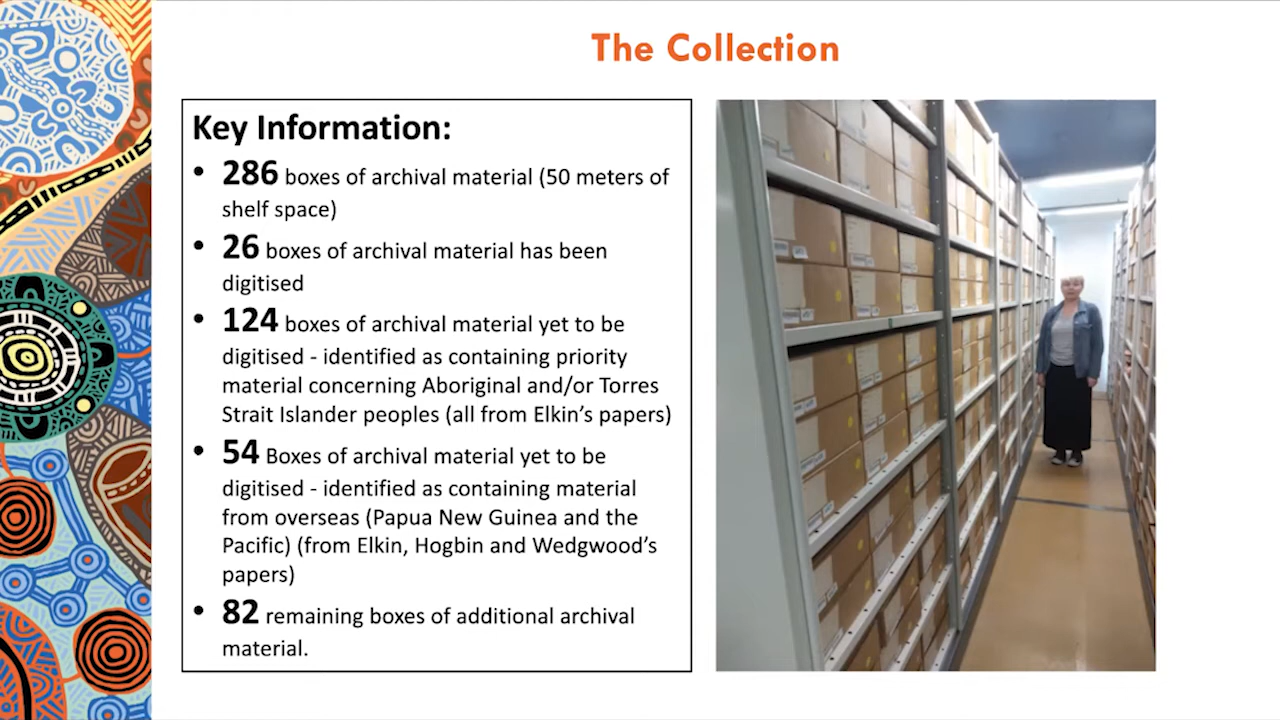 The Collection
Key Information:
• 286 boxes of archival material (50 meters of
shelf space)
• 26 boxes of archival material has been
digitised
• 124 boxes of archival material yet to be
digitised - identified as containing priority
material concerning Aboriginal and/or Torres
Strait Islander peoples (all from Elkin's papers)
• 54 Boxes of archival material yet to be
digitised - identified as containing material
from overseas (Papua New Guinea and the
Pacific) (from Elkin, Hogbin and Wedgwood's
papers)
• 82 remaining boxes of additional archival
material.